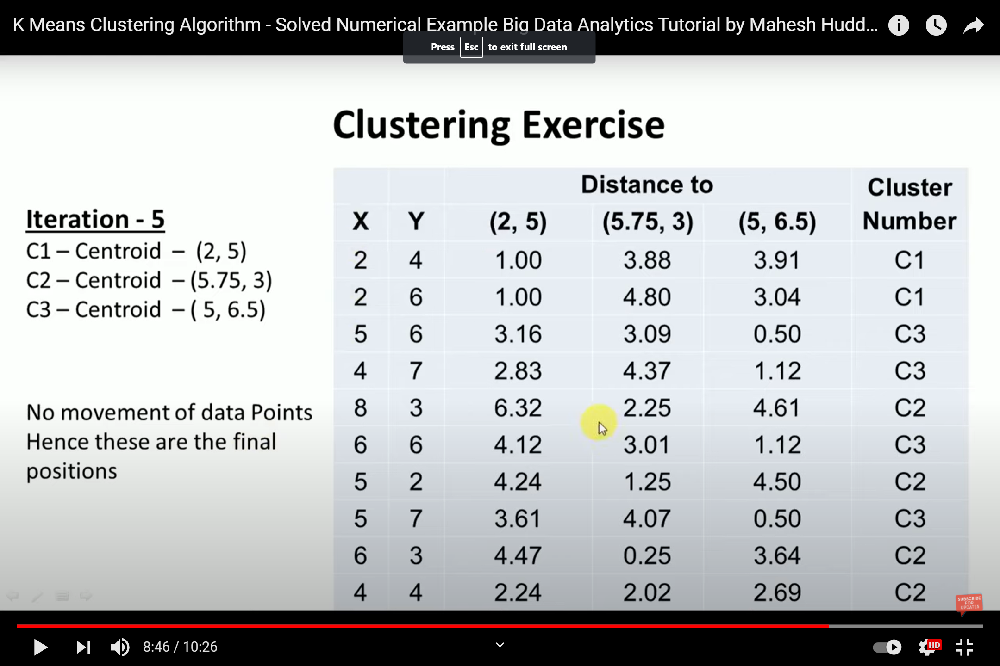 K Means Clustering Algorithm - Solved Numerical Example Big Data Analytics Tutorial by Mahesh Hudd...
Press Esc to exit full screen
Clustering Exercise
Iteration - 5
C1 – Centroid – (2, 5)
C2 – Centroid – (5.75, 3)
C3 – Centroid – ( 5, 6.5)
No movement of data Points
Hence these are the final
positions
Distance to Cluster
X Y (2, 5) (5.75, 3) (5, 6.5) Number
2 4 1.00 3.88 3.91 C1
2 6 1.00 4.80 3.04 C1
5 6 3.16 3.09 0.50 C3
4 7 2.83 4.37 1.12 C3
8 3 6.32 2.25 4.61 C2
6 6 4.12 3.01 1.12 C3
5 2 4.24 1.25 4.50 C2
5 7 3.61 4.07 0.50 C3
6 3 4.47 0.25 3.64 C2
4 4 2.24 2.02 2.69 C2
SUBSCRIBE
FOR
UPDATES
8:46 / 10:26
HD